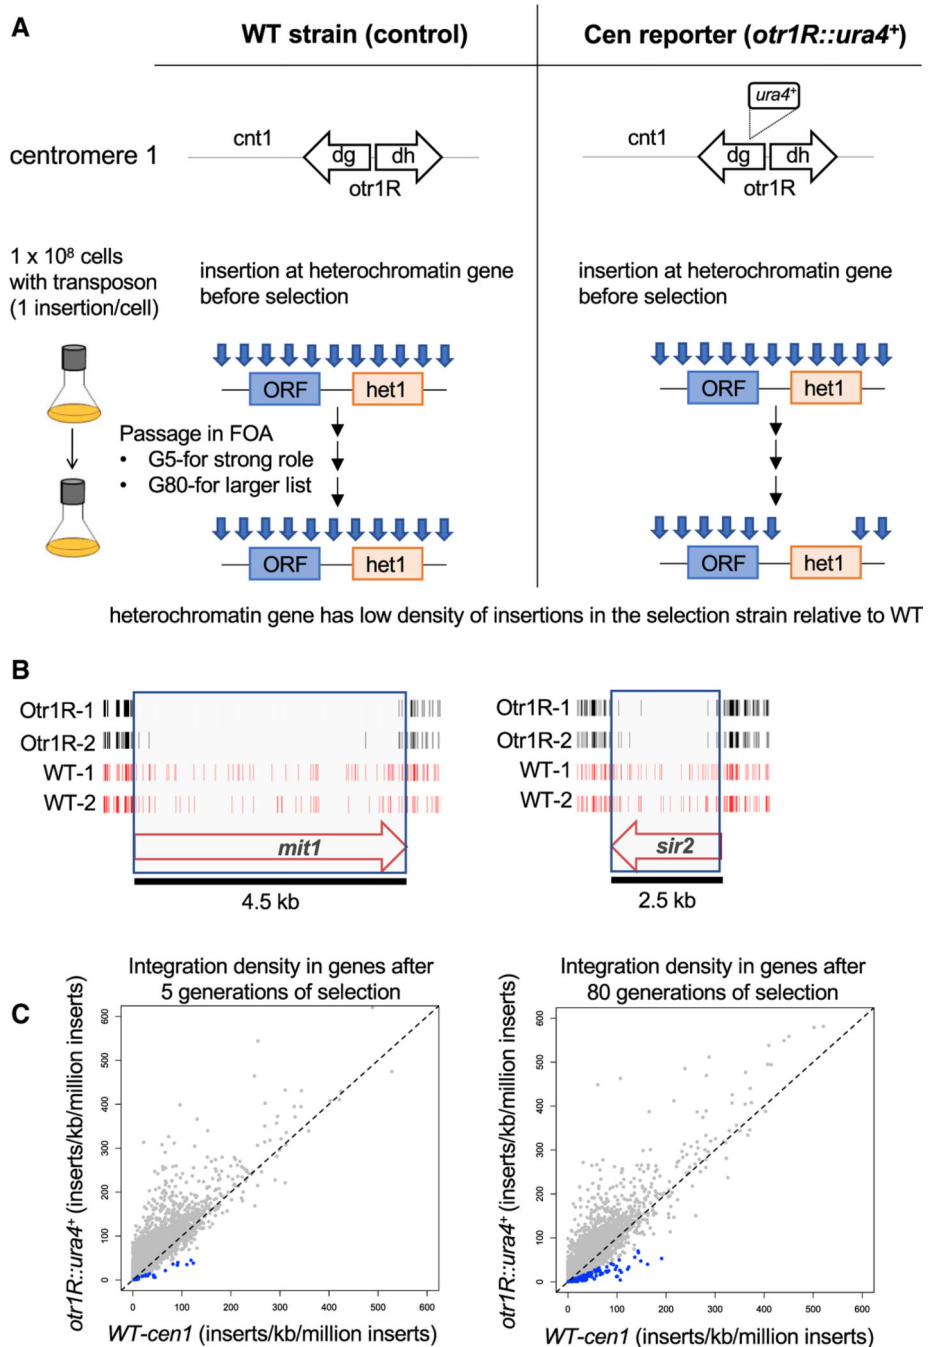 A
WT strain (control)
Cen reporter (otr1R::ura4⁺)
centromere 1
cnt1
dg
dh
otr1R
ura4⁺
cnt1
dg
dh
otr1R
1 x 10⁸ cells
with transposon
(1 insertion/cell)
insertion at heterochromatin gene
before selection
insertion at heterochromatin gene
before selection
ORF
het1
ORF
het1
Passage in FOA
• G5-for strong role
• G80-for larger list
ORF
het1
ORF
het1
heterochromatin gene has low density of insertions in the selection strain relative to WT
B
Otr1R-1
Otr1R-2
WT-1
WT-2
mit1
4.5 kb
Otr1R-1
Otr1R-2
WT-1
WT-2
sir2
2.5 kb
C
Integration density in genes after
5 generations of selection
otr1R::ura4⁺ (inserts/kb/million inserts)
600
500
400
300
200
100
0
0 100 200 300 400 500 600
WT-cen1 (inserts/kb/million inserts)
Integration density in genes after
80 generations of selection
otr1R::ura4⁺ (inserts/kb/million inserts)
600
500
400
300
200
100
0
0 100 200 300 400 500 600
WT-cen1 (inserts/kb/million inserts)